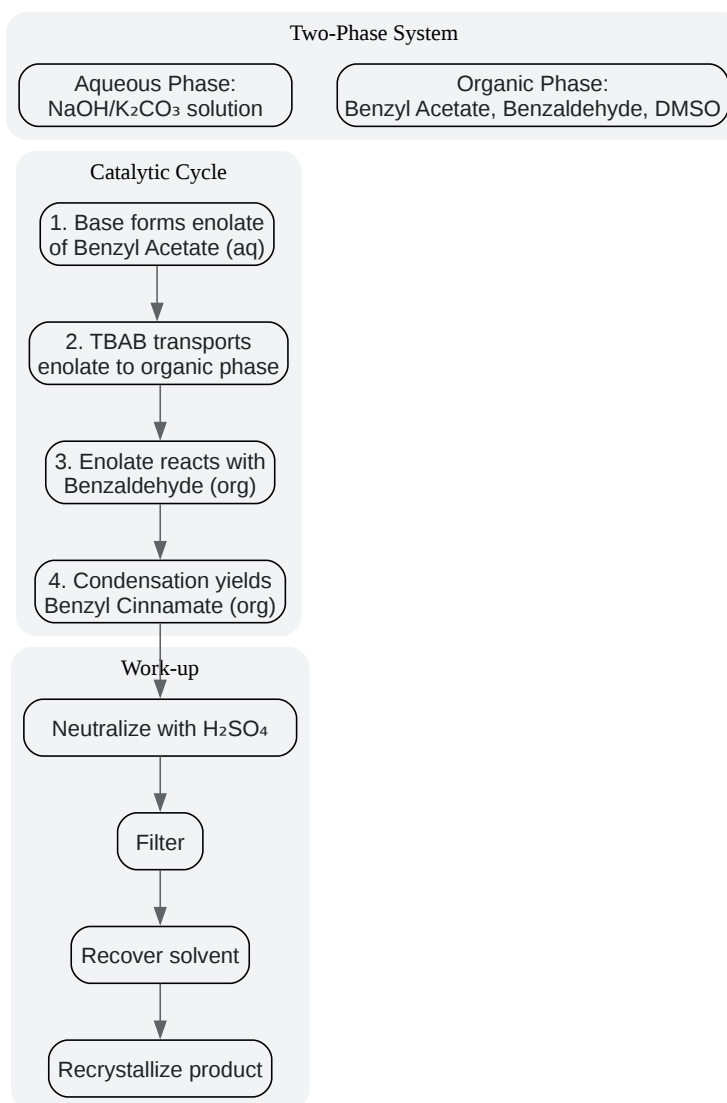 Two-Phase System
Aqueous Phase:
NaOH/K₂CO₃ solution
Organic Phase:
Benzyl Acetate, Benzaldehyde, DMSO
Catalytic Cycle
1. Base forms enolate
of Benzyl Acetate (aq)
2. TBAB transports
enolate to organic phase
3. Enolate reacts with
Benzaldehyde (org)
4. Condensation yields
Benzyl Cinnamate (org)
Work-up
Neutralize with H₂SO₄
Filter
Recover solvent
Recrystallize product